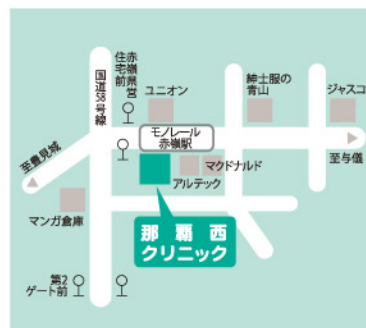 国道58号線
赤嶺県営
住宅前
ユニオン
紳士服の
青山
ジャスコ
モノレール
赤嶺駅
至豊見城
至与儀
マクドナルド
アルテック
マンガ倉庫
那覇西
クリニック
第2
ゲート前